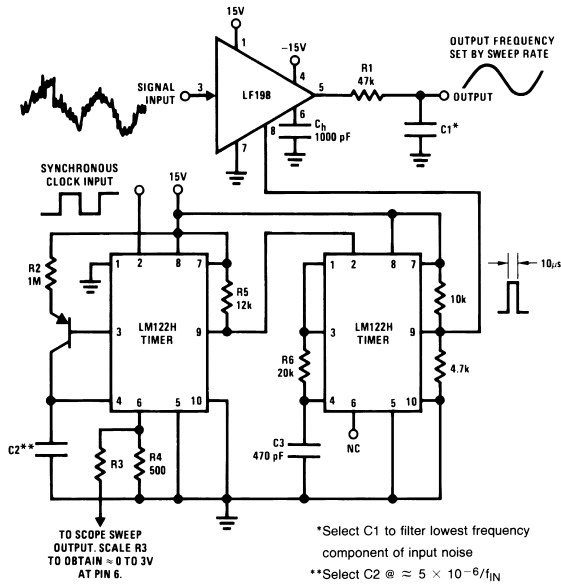 15V
1
-15V
4
SIGNAL
INPUT
3
LF198
5
R1
47k
OUTPUT
OUTPUT FREQUENCY
SET BY SWEEP RATE
6
8
Ch
1000 pF
7
C1*
SYNCHRONOUS
CLOCK INPUT
15V
R2
1M
1
2
8
7
R5
12k
LM122H
TIMER
3
9
4
6
5
10
C2**
R3
R4
500
1
2
8
7
10k
LM122H
TIMER
3
9
R6
20k
4.7k
4
6
5
10
C3
470 pF
NC
10μs
TO SCOPE SWEEP
OUTPUT. SCALE R3
TO OBTAIN ≈ 0 TO 3V
AT PIN 6.
*Select C1 to filter lowest frequency
component of input noise
**Select C2 @ ≈ 5 × 10⁻⁶/fIN